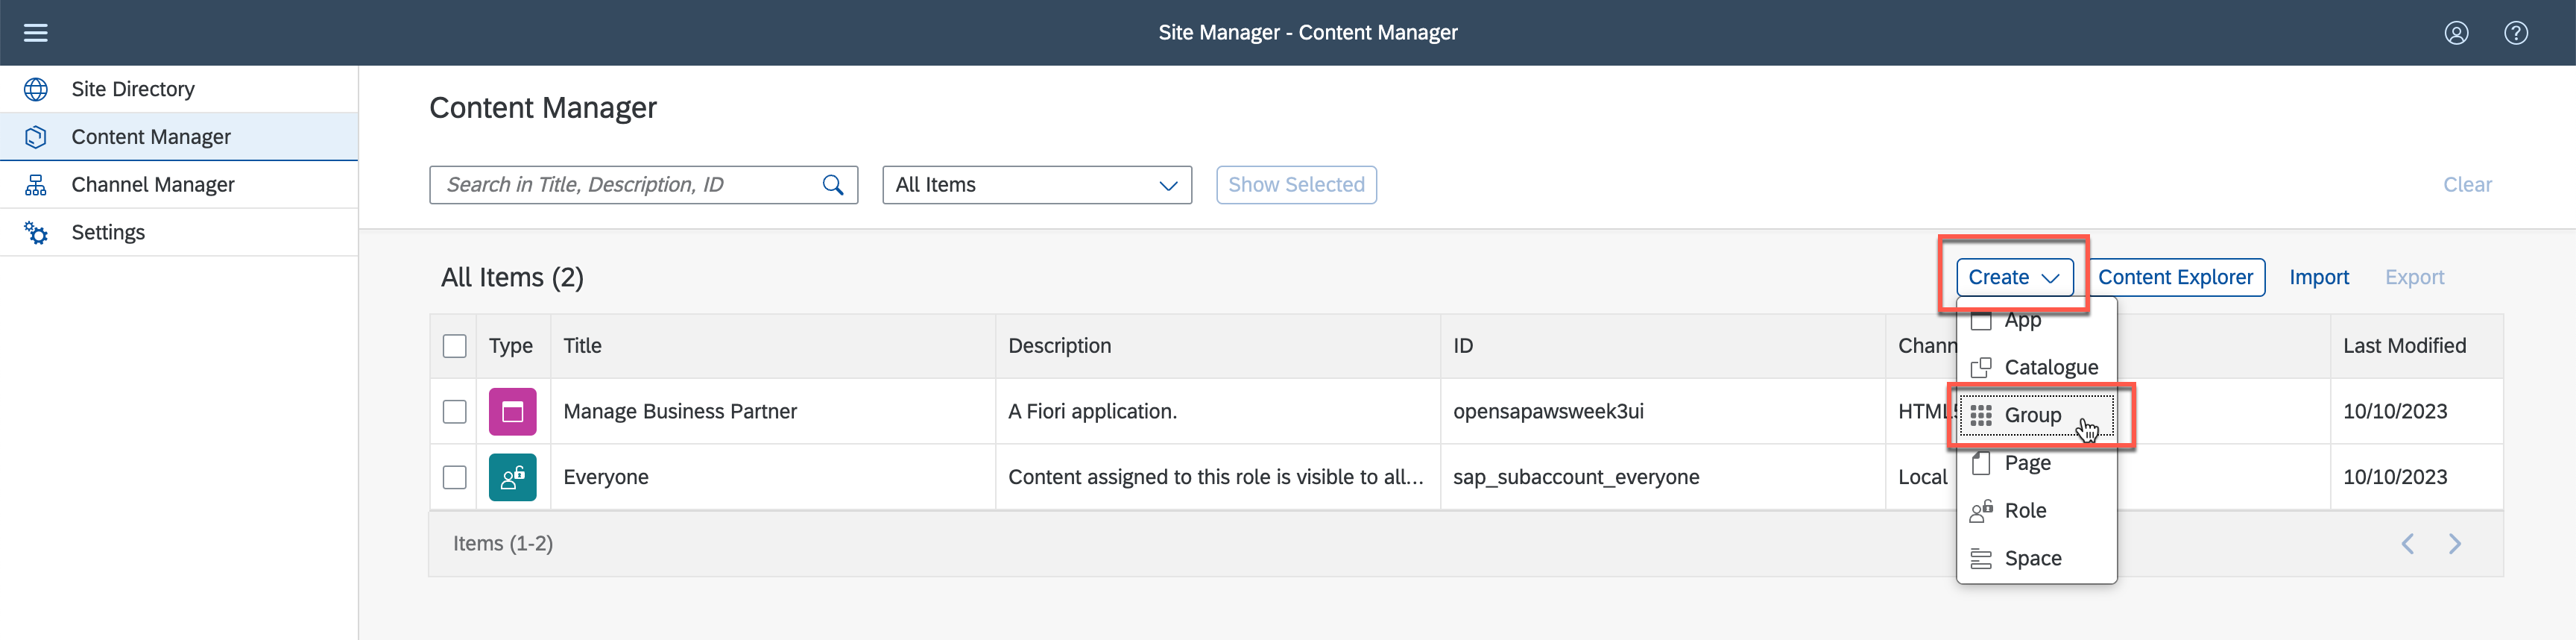 Site Manager - Content Manager
Site Directory
Content Manager
Channel Manager
Settings
Content Manager
Search in Title, Description, ID
All Items
Show Selected
Clear
All Items (2)
Create
Content Explorer
Import
Export
App
Catalogue
Group
Page
Role
Space
Type
Title
Description
ID
Chann
Last Modified
Manage Business Partner
A Fiori application.
opensapawsweek3ui
HTML5
10/10/2023
Everyone
Content assigned to this role is visible to all...
sap_subaccount_everyone
Local
10/10/2023
Items (1-2)